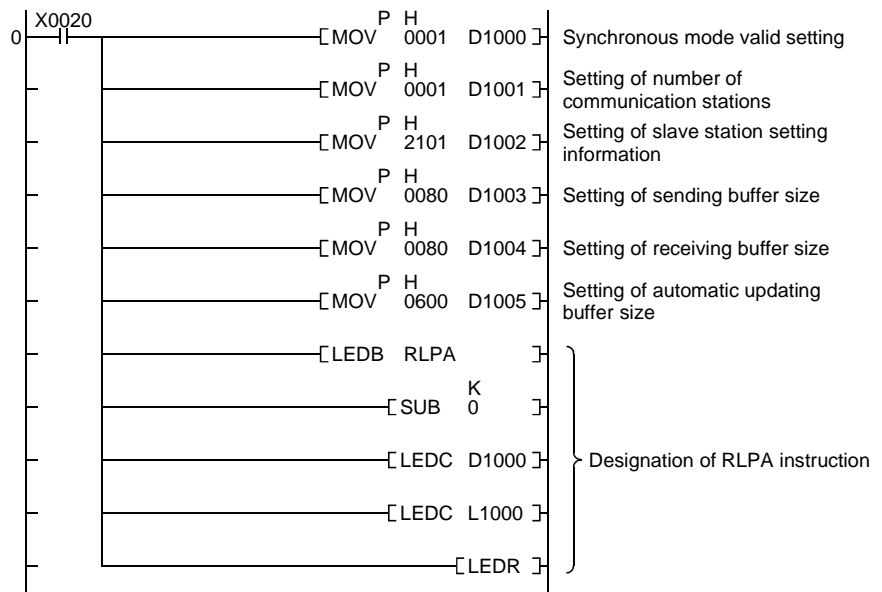 X0020
0
P H
MOV 0001 D1000 Synchronous mode valid setting
P H
MOV 0001 D1001 Setting of number of
communication stations
P H
MOV 2101 D1002 Setting of slave station setting
information
P H
MOV 0080 D1003 Setting of sending buffer size
P H
MOV 0080 D1004 Setting of receiving buffer size
P H
MOV 0600 D1005 Setting of automatic updating
buffer size
LEDB RLPA
K
SUB 0
LEDC D1000 Designation of RLPA instruction
LEDC L1000
LEDR